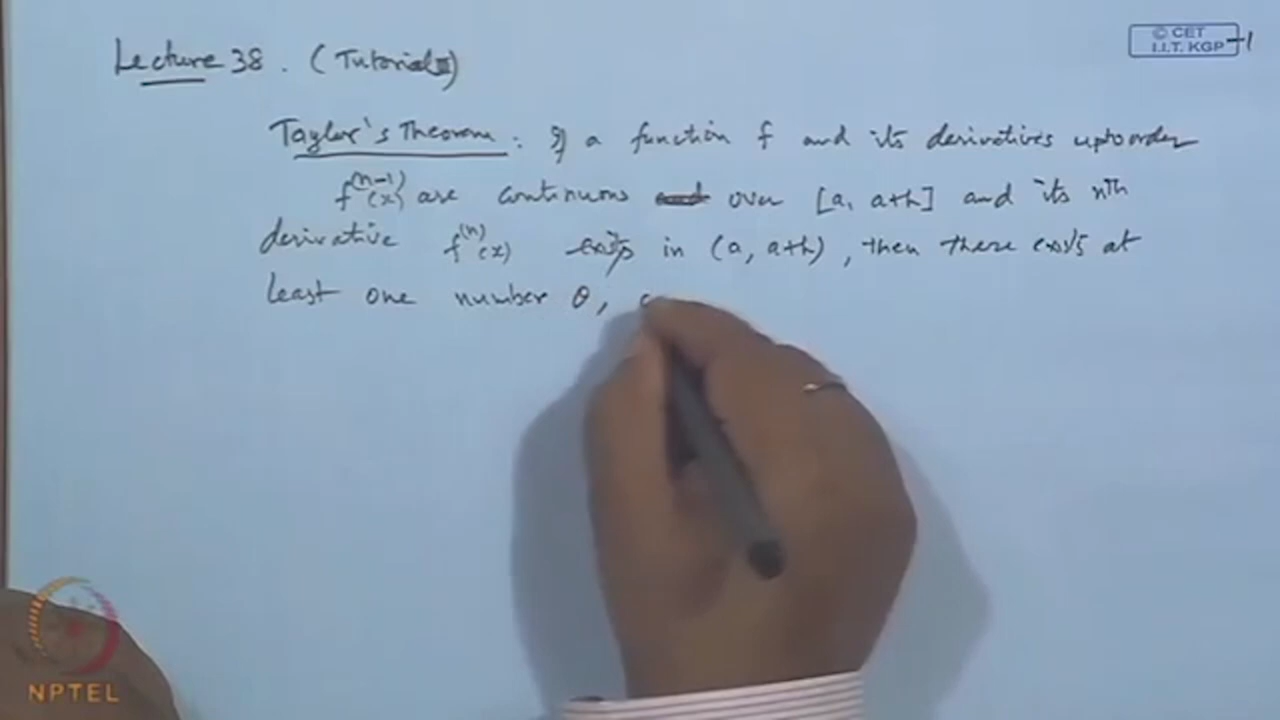 © CET
I.I.T. KGP -1
Lecture 38. (Tutorial III)
Taylor's Theorem: If a function f and its derivatives upto order
f^(n-1)(x) are continuous over [a, a+h] and its nth
derivative f^(n)(x) exists in (a, a+h), then there exists at
least one number θ,
NPTEL